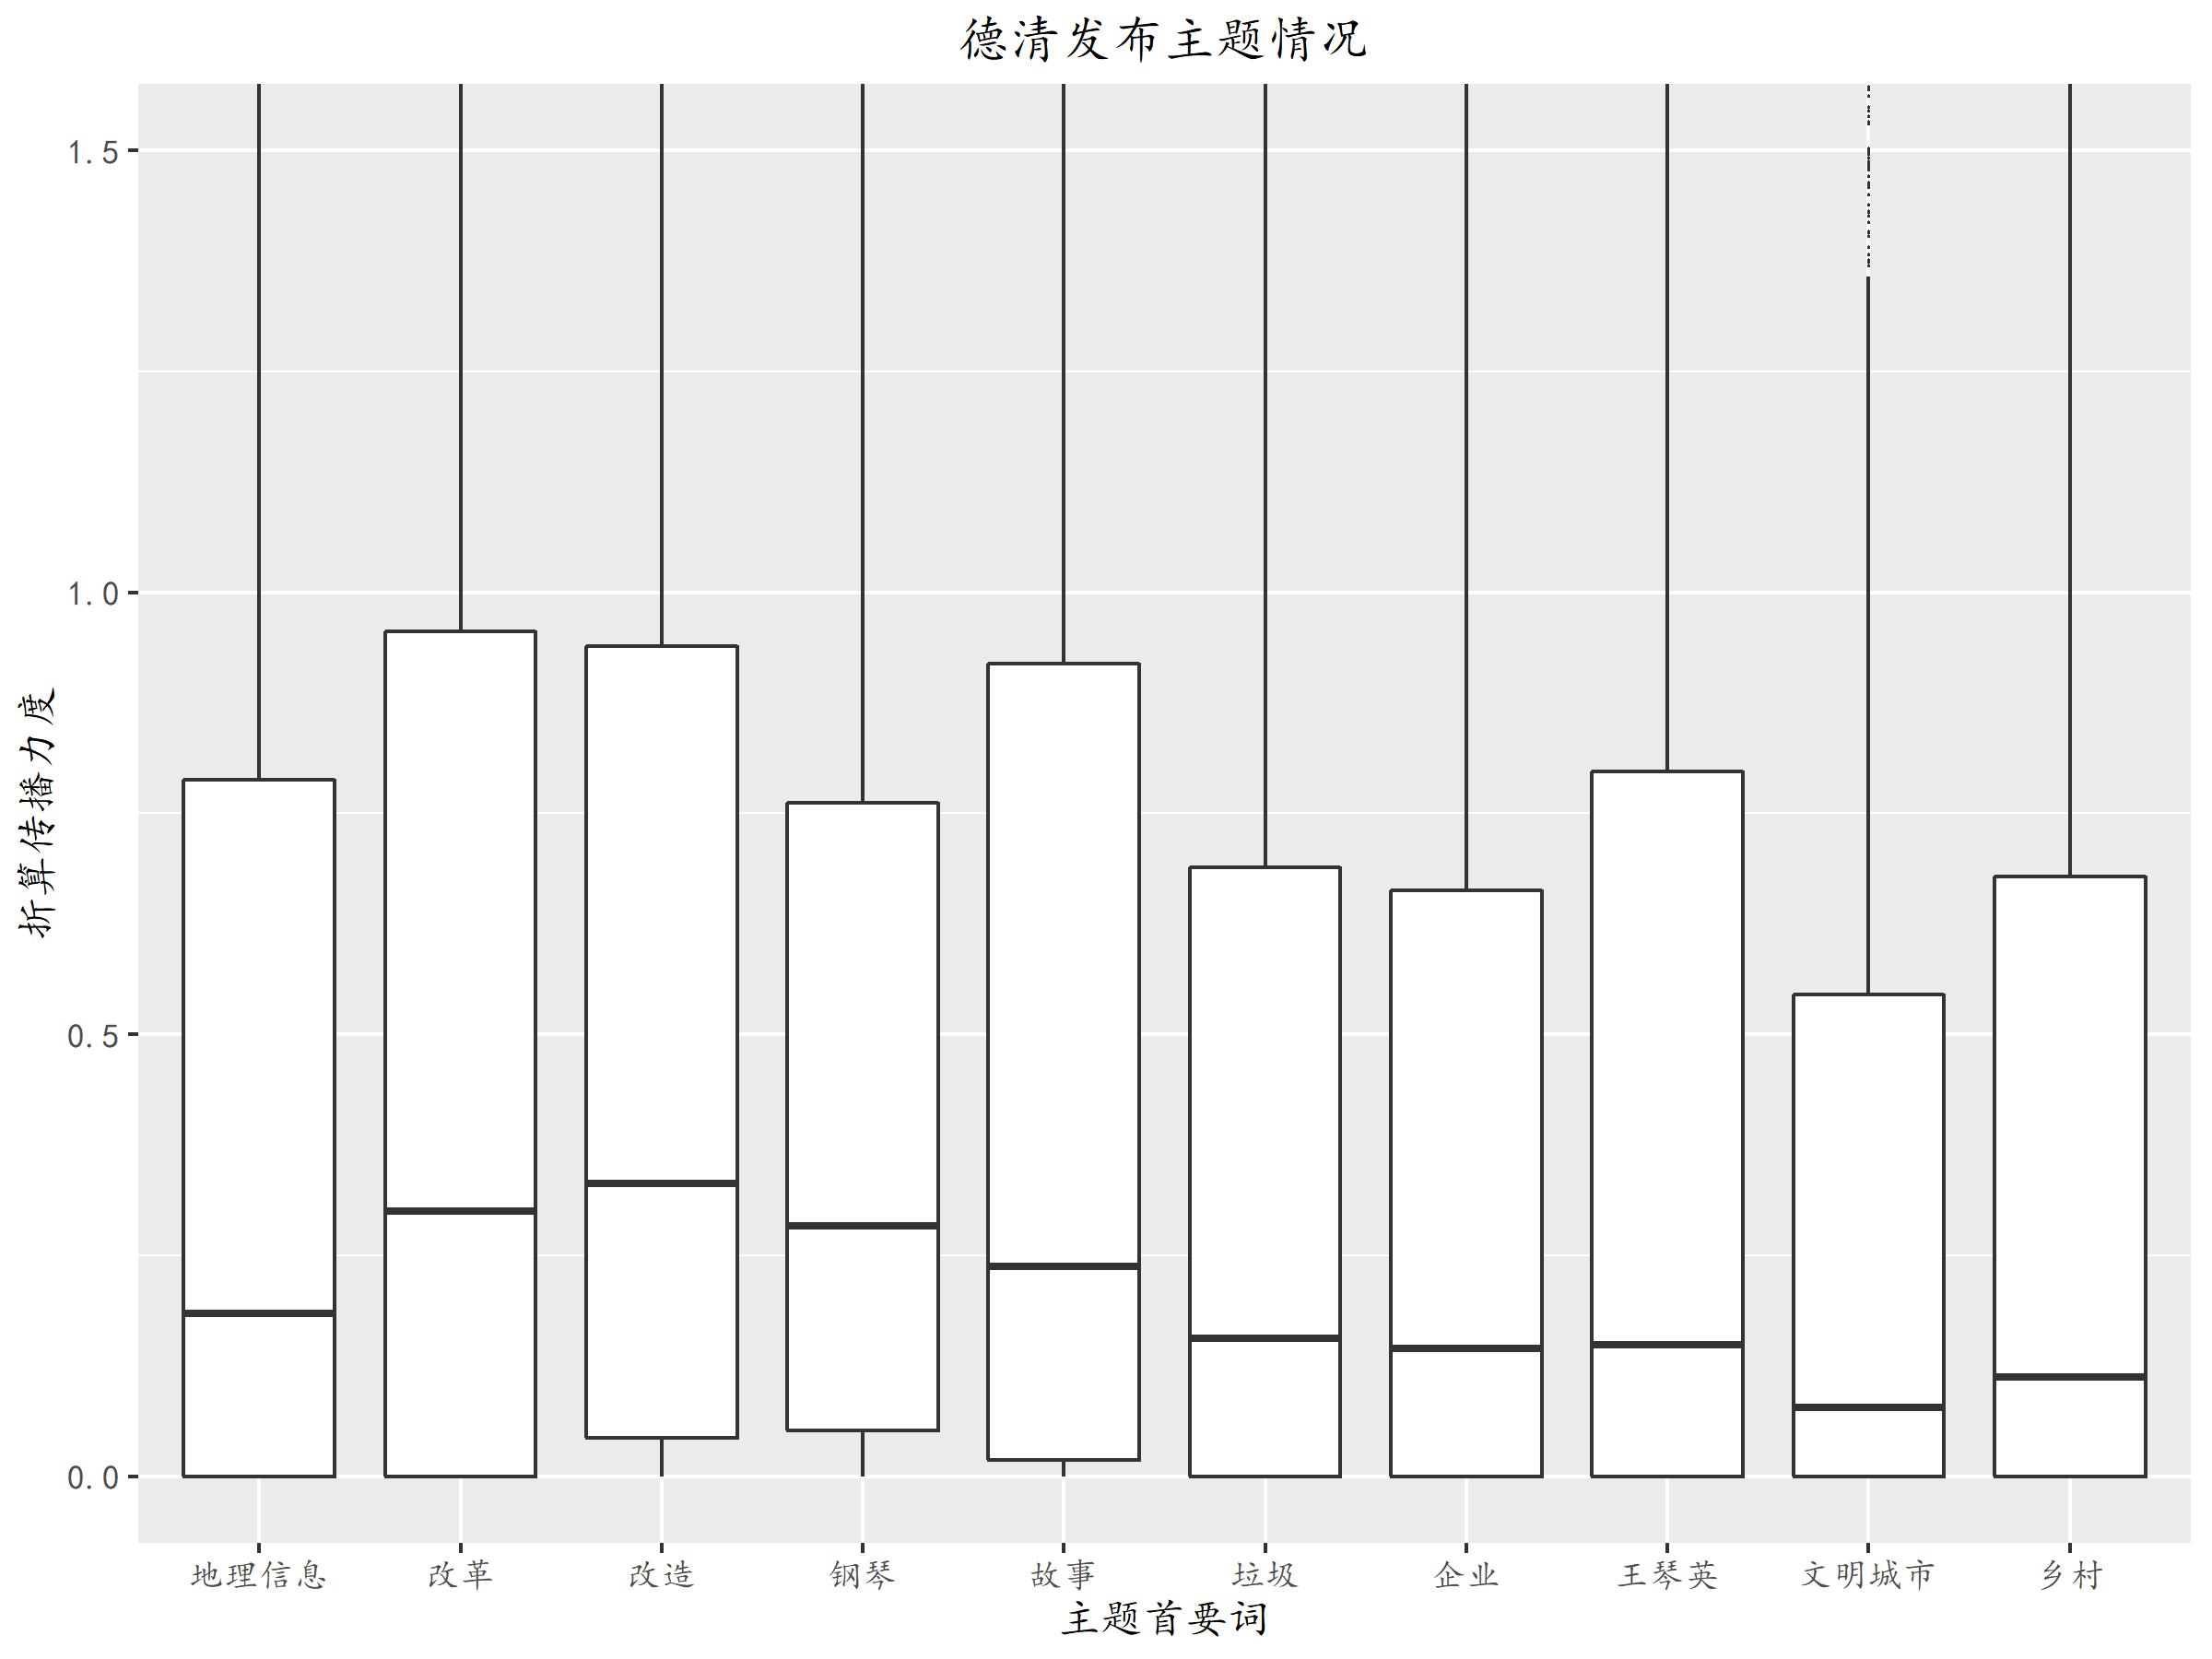 德清发布主题情况
折算传播力度
1.5
1.0
0.5
0.0
地理信息 改革 改造 钢琴 故事 垃圾 企业 王琴英 文明城市 乡村
主题首要词